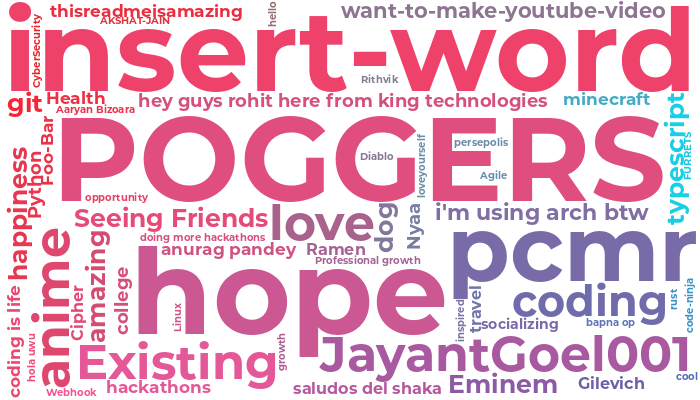 thisreadmeisamazing
AKSHAT-JAIN
hello
want-to-make-youtube-video
insert-word
Cybersecurity
Rithvik
git
Health
Aaryan Bizoara
hey guys rohit here from king technologies
minecraft
typescript
FURRET
Foo-Bar
POGGERS
Diablo
loveyourself
persepolis
Agile
Python
happiness
opportunity
Seeing Friends
love
dog
Nyaa
i'm using arch btw
doing more hackathons
anurag pandey
Ramen
Professional growth
pcmr
anime
amazing
Cipher
college
hope
Linux
inspired
travel
coding
rust
code-ninja
socializing
bapna op
coding is life
hola uwu
Existing
growth
JayantGoel001
cool
Webhook
hackathons
saludos del shaka
Eminem
Gilevich